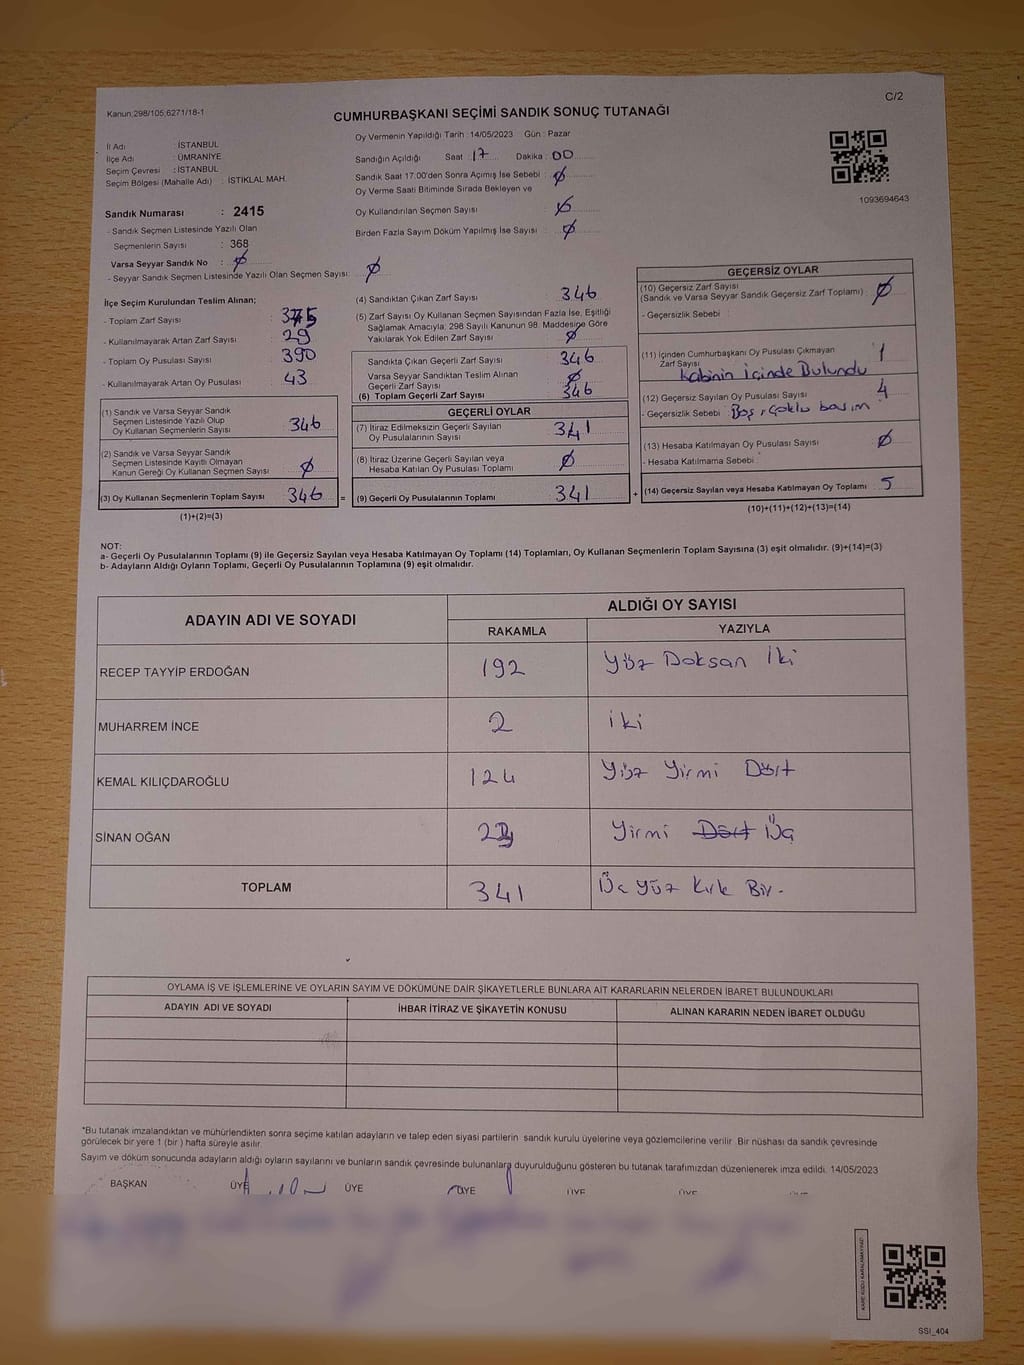 Kanun:298/105;6271/18-1
C/2
CUMHURBAŞKANI SEÇİMİ SANDIK SONUÇ TUTANAĞI
Oy Vermenin Yapıldığı Tarih : 14/05/2023 Gün : Pazar
İl Adı : İSTANBUL
İlçe Adı : ÜMRANİYE
Seçim Çevresi : İSTANBUL
Seçim Bölgesi (Mahalle Adı) : İSTİKLAL MAH.
Sandığın Açıldığı Saat 17 Dakika : 00
Sandık Saat 17.00'den Sonra Açılmış İse Sebebi : Ø
Oy Verme Saati Bitiminde Sırada Bekleyen ve
Oy Kullandırılan Seçmen Sayısı Ø
Birden Fazla Sayım Döküm Yapılmış İse Sayısı : Ø
1093694643
Sandık Numarası : 2415
- Sandık Seçmen Listesinde Yazılı Olan
Seçmenlerin Sayısı : 368
Varsa Seyyar Sandık No : Ø
- Seyyar Sandık Seçmen Listesinde Yazılı Olan Seçmen Sayısı: Ø
İlçe Seçim Kurulundan Teslim Alınan;
- Toplam Zarf Sayısı 375
- Kullanılmayarak Artan Zarf Sayısı : 29
- Toplam Oy Pusulası Sayısı : 390
- Kullanılmayarak Artan Oy Pusulası 43
(1) Sandık ve Varsa Seyyar Sandık
Seçmen Listesinde Yazılı Olup
Oy Kullanan Seçmenlerin Sayısı : 346
(2) Sandık ve Varsa Seyyar Sandık
Seçmen Listesinde Kayıtlı Olmayan
Kanun Gereği Oy Kullanan Seçmen Sayısı : Ø
(3) Oy Kullanan Seçmenlerin Toplam Sayısı : 346 =
(1)+(2)=(3)
(4) Sandıktan Çıkan Zarf Sayısı : 346
(5) Zarf Sayısı Oy Kullanan Seçmen Sayısından Fazla İse, Eşitliği
Sağlamak Amacıyla; 298 Sayılı Kanunun 98. Maddesine Göre
Yakılarak Yok Edilen Zarf Sayısı : Ø
Sandıkta Çıkan Geçerli Zarf Sayısı : 346
Varsa Seyyar Sandıktan Teslim Alınan
Geçerli Zarf Sayısı : Ø
(6) Toplam Geçerli Zarf Sayısı : 346
GEÇERLİ OYLAR
(7) İtiraz Edilmeksizin Geçerli Sayılan
Oy Pusulalarının Sayısı : 341
(8) İtiraz Üzerine Geçerli Sayılan veya
Hesaba Katılan Oy Pusulası Toplamı : Ø
(9) Geçerli Oy Pusulalarının Toplamı : 341 +
GEÇERSİZ OYLAR
(10) Geçersiz Zarf Sayısı
(Sandık ve Varsa Seyyar Sandık Geçersiz Zarf Toplamı) : Ø
- Geçersizlik Sebebi :
(11) İçinden Cumhurbaşkanı Oy Pusulası Çıkmayan
Zarf Sayısı : 1
Kabinin İçinde Bulundu
(12) Geçersiz Sayılan Oy Pusulası Sayısı : 4
- Geçersizlik Sebebi : Boş, çoklu basım
(13) Hesaba Katılmayan Oy Pusulası Sayısı : Ø
- Hesaba Katılmama Sebebi :
(14) Geçersiz Sayılan veya Hesaba Katılmayan Oy Toplamı : 5
(10)+(11)+(12)+(13)=(14)
NOT:
a- Geçerli Oy Pusulalarının Toplamı (9) ile Geçersiz Sayılan veya Hesaba Katılmayan Oy Toplamı (14) Toplamları, Oy Kullanan Seçmenlerin Toplam Sayısına (3) eşit olmalıdır. (9)+(14)=(3)
b- Adayların Aldığı Oyların Toplamı, Geçerli Oy Pusulalarının Toplamına (9) eşit olmalıdır.
ADAYIN ADI VE SOYADI ALDIĞI OY SAYISI
RAKAMLA YAZIYLA
RECEP TAYYİP ERDOĞAN 192 Yüz Doksan İki
MUHARREM İNCE 2 iki
KEMAL KILIÇDAROĞLU 124 Yüz Yirmi Dört
SİNAN OĞAN 23 Yirmi Dört Üç
TOPLAM 341 Üç Yüz Kırk Bir.
OYLAMA İŞ VE İŞLEMLERİNE VE OYLARIN SAYIM VE DÖKÜMÜNE DAİR ŞİKAYETLERLE BUNLARA AİT KARARLARIN NELERDEN İBARET BULUNDUKLARI
ADAYIN ADI VE SOYADI İHBAR İTİRAZ VE ŞİKAYETİN KONUSU ALINAN KARARIN NEDEN İBARET OLDUĞU
*Bu tutanak imzalandıktan ve mühürlendikten sonra seçime katılan adayların ve talep eden siyasi partilerin sandık kurulu üyelerine veya gözlemcilerine verilir. Bir nüshası da sandık çevresinde
görülecek bir yere 1 (bir ) hafta süreyle asılır.
Sayım ve döküm sonucunda adayların aldığı oyların sayılarını ve bunların sandık çevresinde bulunanlara duyurulduğunu gösteren bu tutanak tarafımızdan düzenlenerek imza edildi. 14/05/2023
BAŞKAN ÜYE ÜYE ÜYE ÜYE ÜYE
SSI_404